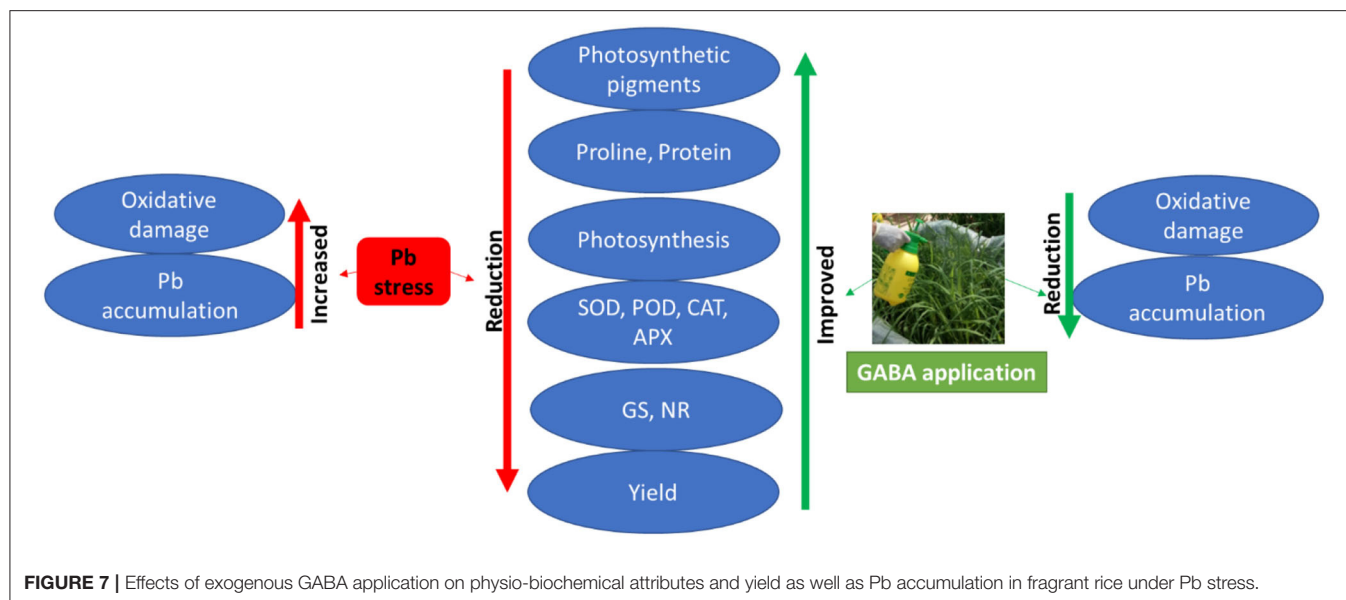 Photosynthetic
pigments
Proline, Protein
Photosynthesis
SOD, POD, CAT,
APX
GS, NR
Yield
Oxidative
damage
Pb
accumulation
Increased
Pb
stress
Reduction
Improved
GABA application
Reduction
Oxidative
damage
Pb
accumulation
FIGURE 7 | Effects of exogenous GABA application on physio-biochemical attributes and yield as well as Pb accumulation in fragrant rice under Pb stress.